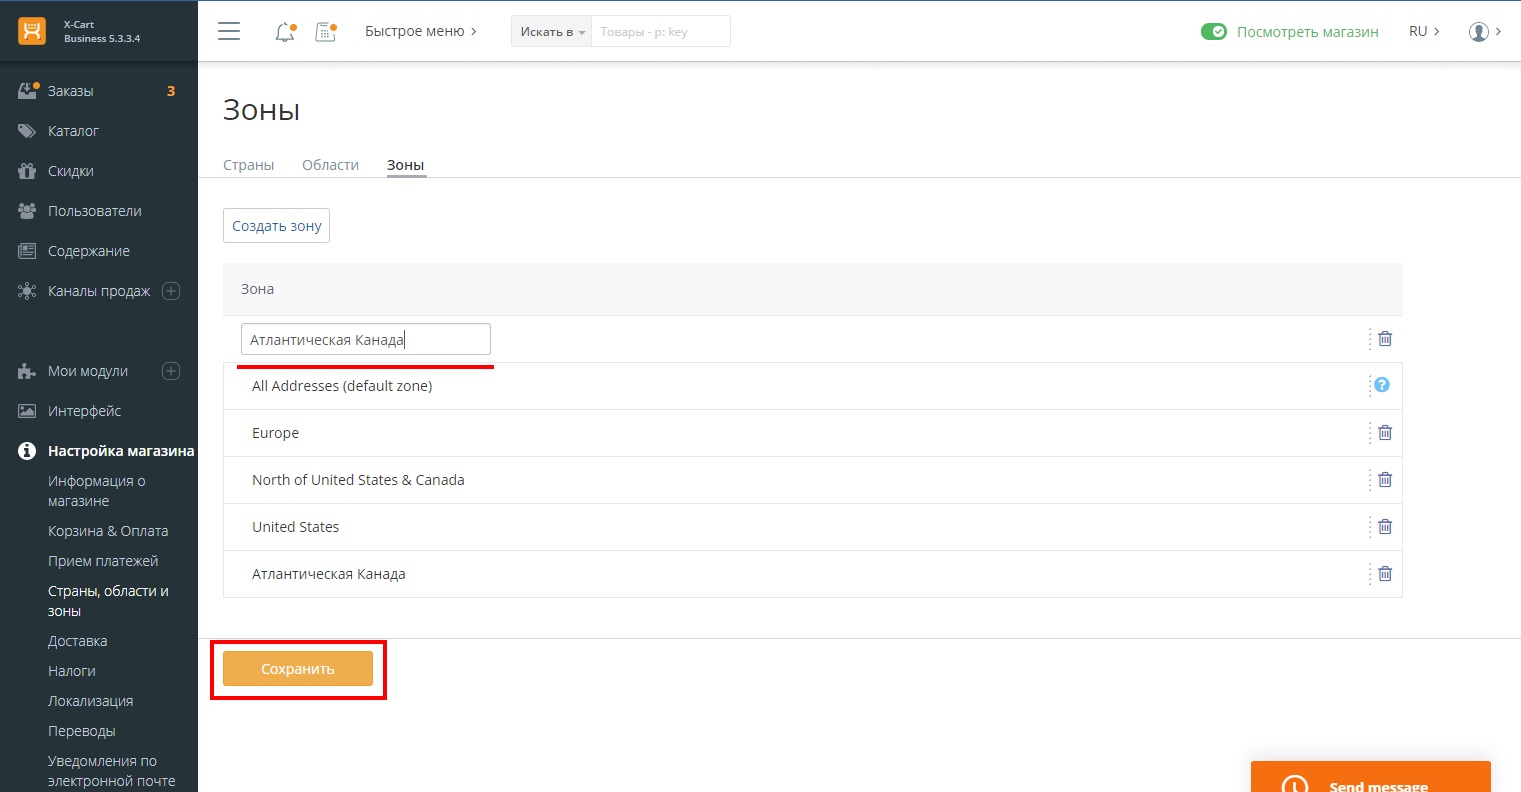 X-Cart
Business 5.3.3.4
Быстрое меню
Искать в
Товары - p: key
Посмотреть магазин
RU
Заказы 3
Каталог
Скидки
Пользователи
Содержание
Каналы продаж
Мои модули
Интерфейс
Настройка магазина
Информация о
магазине
Корзина & Оплата
Прием платежей
Страны, области и
зоны
Доставка
Налоги
Локализация
Переводы
Уведомления по
электронной почте
Зоны
Страны Области Зоны
Создать зону
Зона
Атлантическая Канада
All Addresses (default zone)
?
Europe
North of United States & Canada
United States
Атлантическая Канада
Сохранить
Send message